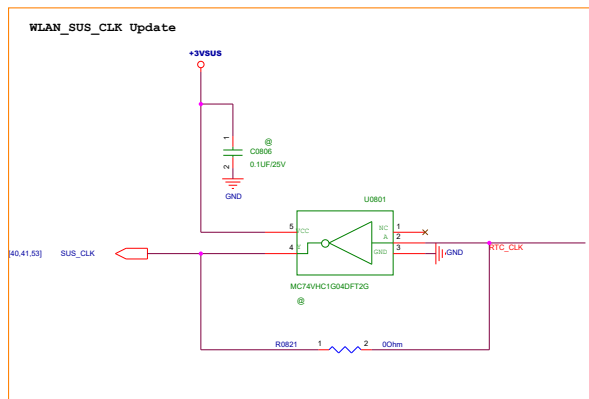 WLAN_SUS_CLK Update
+3VSUS
1
@
C0806
2
0.1UF/25V
GND
U0801
5
VCC
NC
1
A
2
4
Y
GND
3
GND
RTC_CLK
[40,41,53]
SUS_CLK
MC74VHC1G04DFT2G
@
R0821
1
2
0Ohm